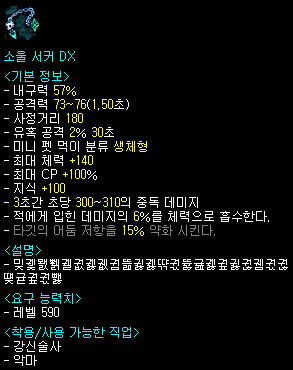 소울 서커 DX
<기본 정보>
- 내구력 57%
- 공격력 73~76(1.50초)
- 사정거리 180
- 유혹 공격 2% 30초
- 미니 펫 먹이 분류 생체형
- 최대 체력 +140
- 최대 CP +100%
- 지식 +100
- 3초간 초당 300~310의 중독 데미지
- 적에게 입힌 데미지의 6%를 체력으로 흡수한다.
- 타깃의 어둠 저항을 15% 약화 시킨다.
<설명>
<요구 능력치>
- 레벨 590
<착용/사용 가능한 직업>
- 강신술사
- 악마